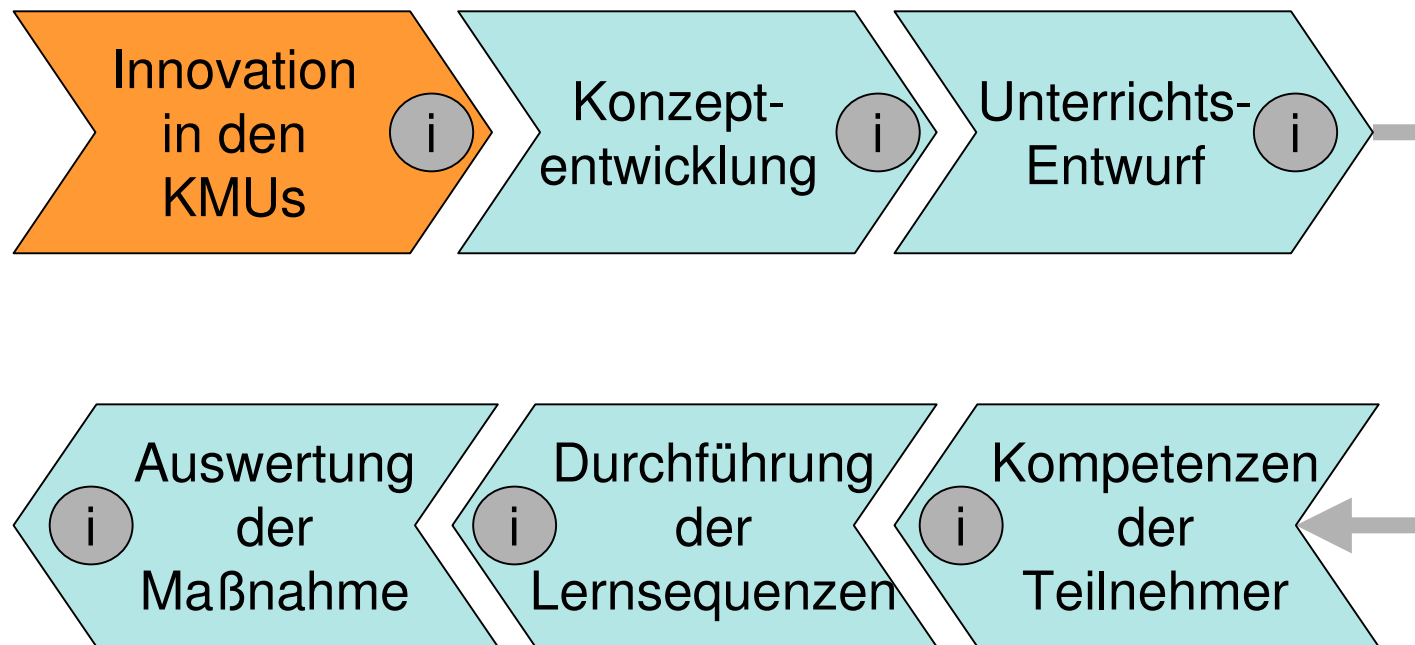 Innovation
in den
KMUs
i
Konzept-
entwicklung
i
Unterrichts-
Entwurf
i
Kompetenzen
der
Teilnehmer
i
Durchführung
der
Lernsequenzen
i
Auswertung
der
Maßnahme
i